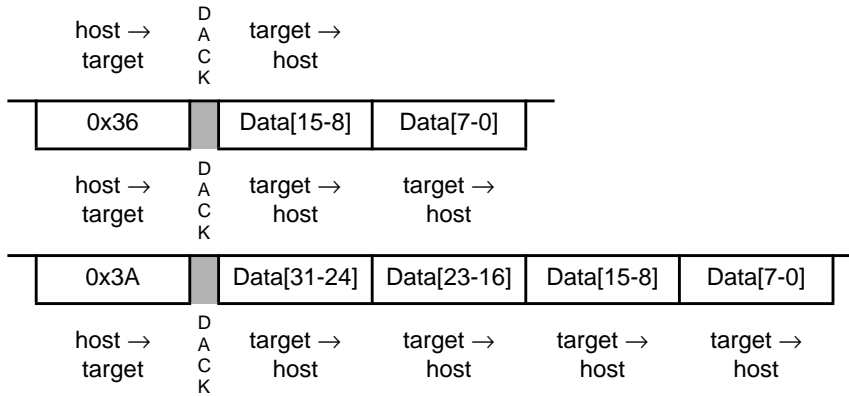 host → D A C K target →
target host
0x36 Data[15-8] Data[7-0]
host → D A C K target → target →
target host host
0x3A Data[31-24] Data[23-16] Data[15-8] Data[7-0]
host → D A C K target → target → target → target →
target host host host host